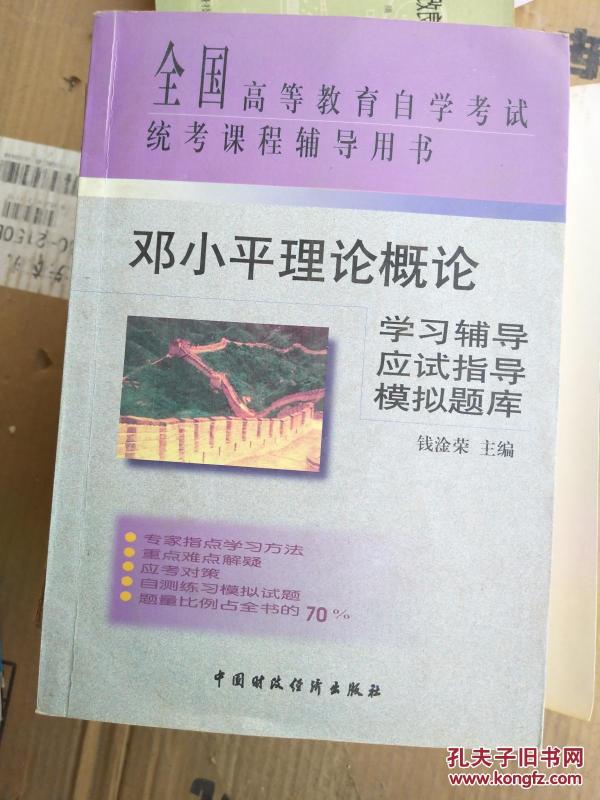 全国高等教育自学考试
统考课程辅导用书
邓小平理论概论
学习辅导
应试指导
模拟题库
钱淦荣 主编
专家指点学习方法
重点难点解疑
应考对策
自测练习模拟试题
题量比例占全书的70%
中国财政经济出版社
孔夫子旧书网
www.kongfz.com